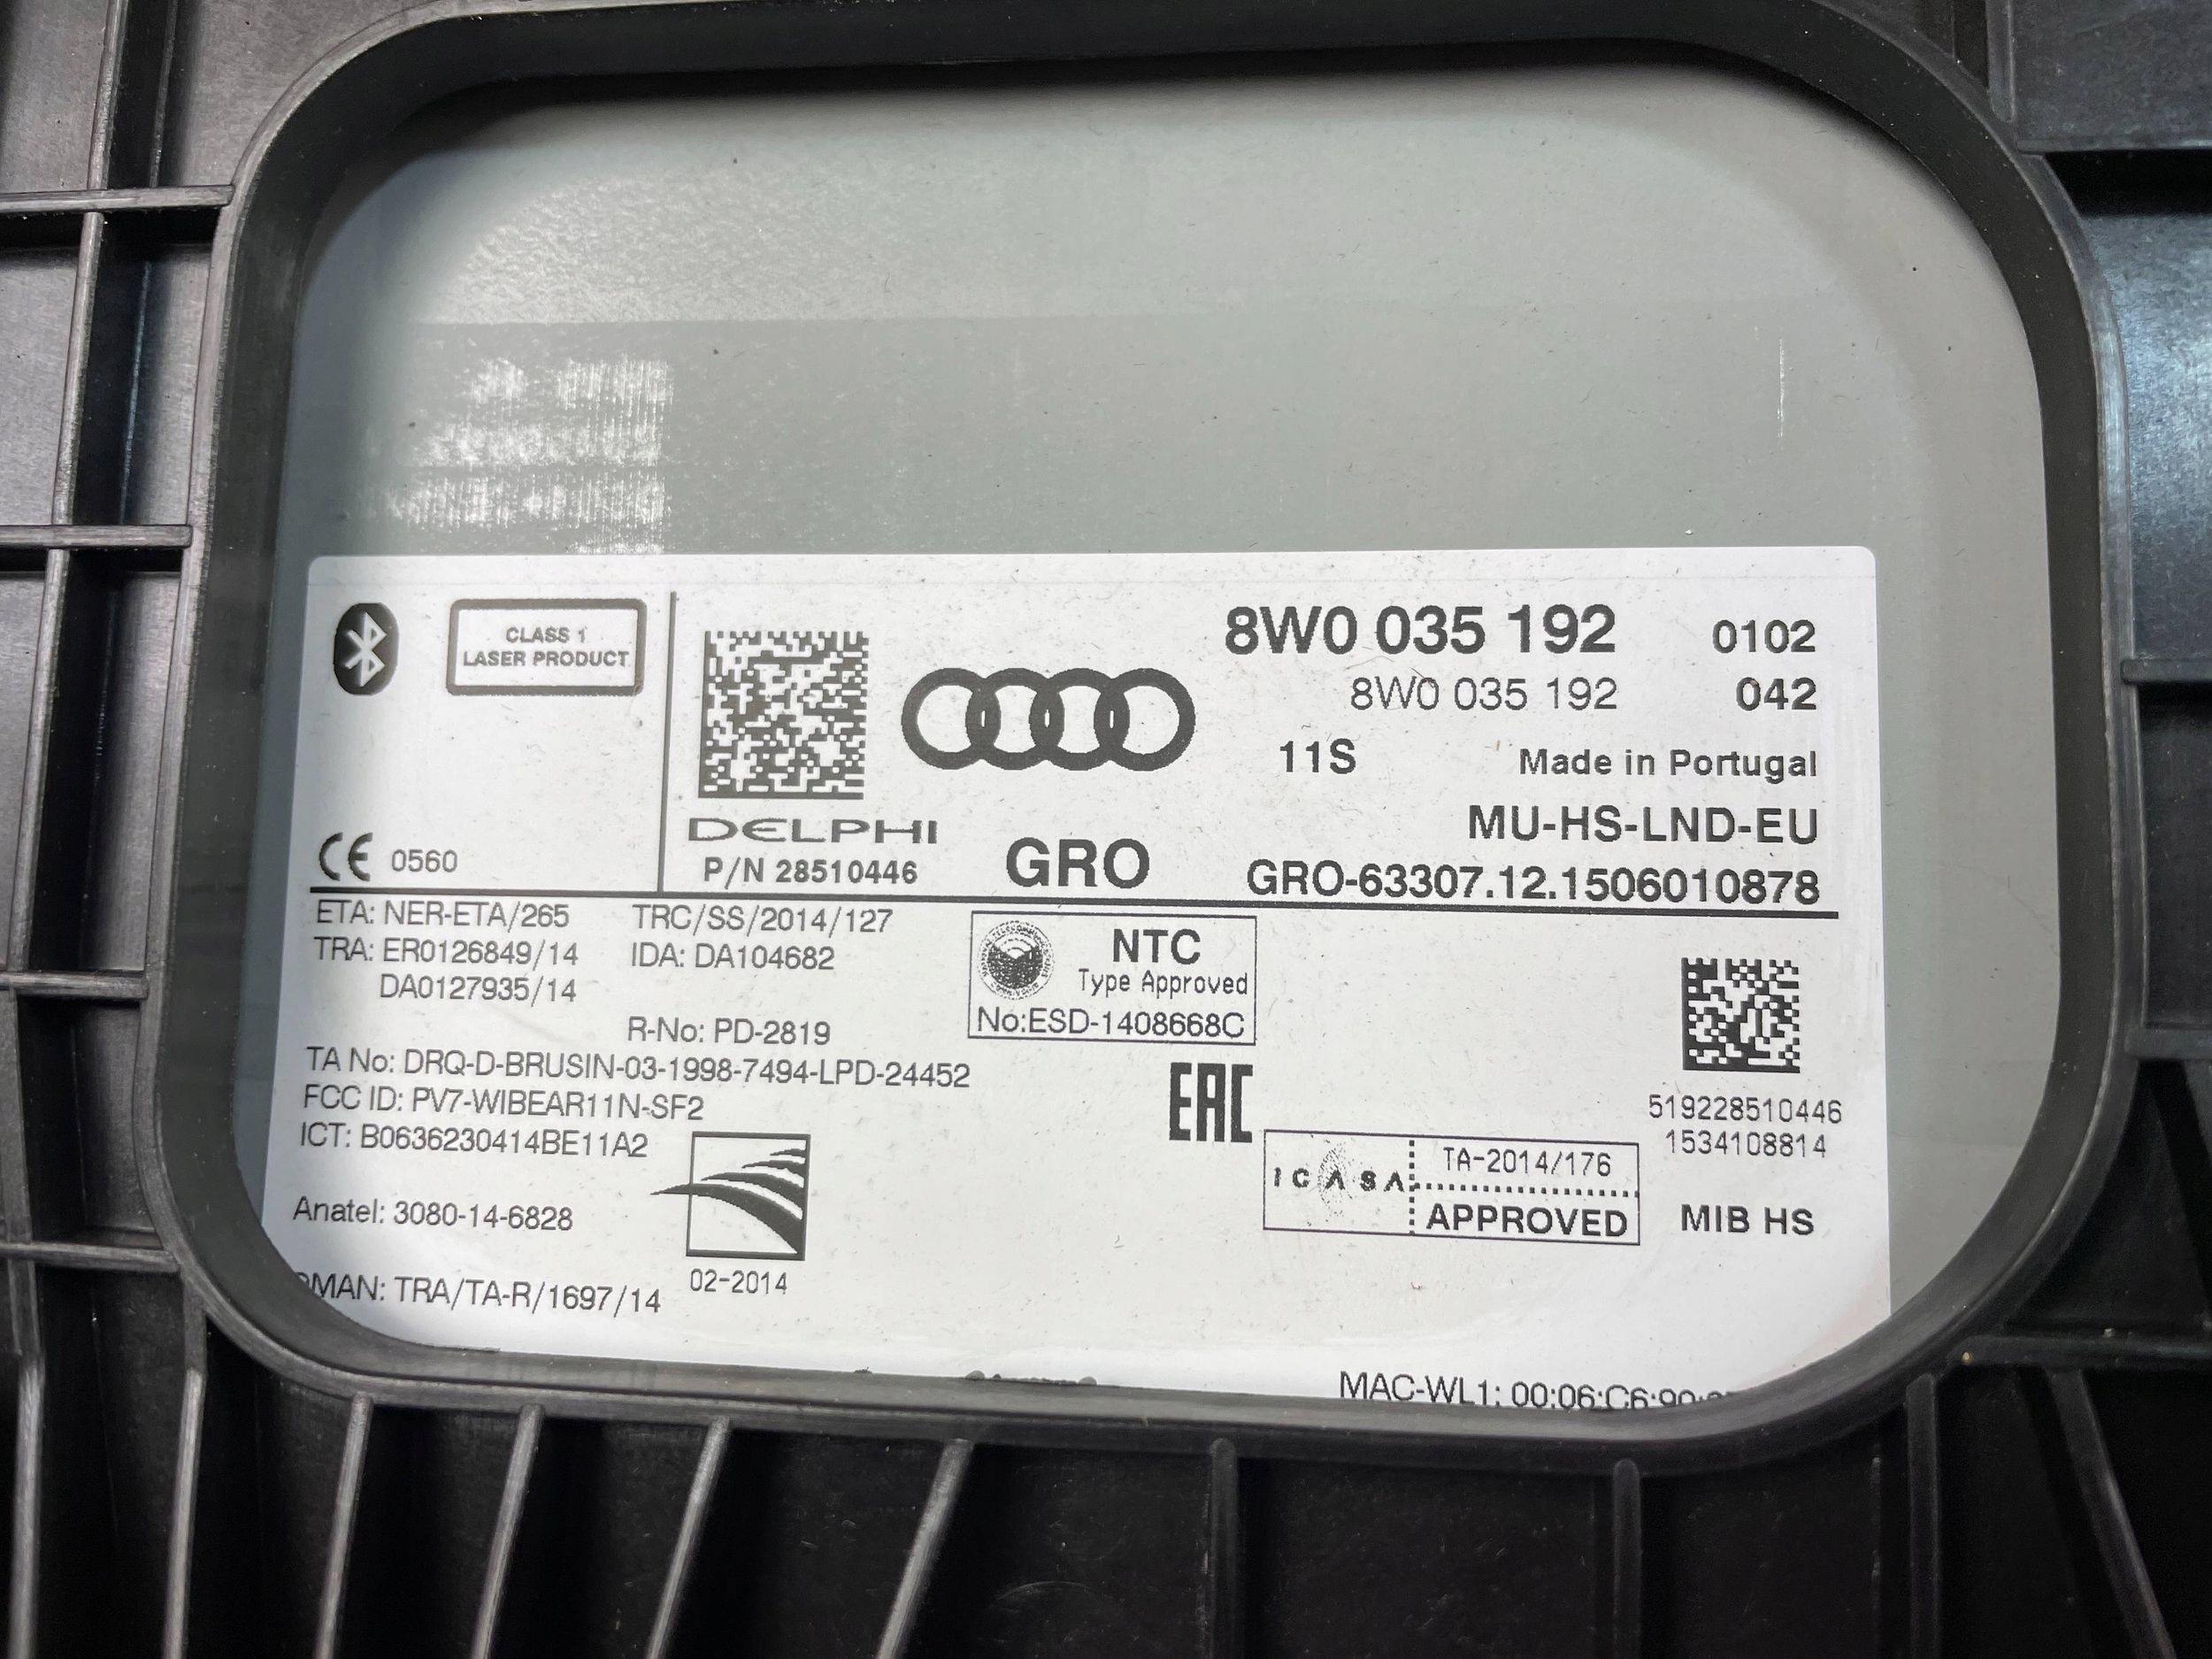 CLASS 1
LASER PRODUCT
8W0 035 192 0102
8W0 035 192 042
11S Made in Portugal
MU-HS-LND-EU
DELPHI
P/N 28510446
GRO
GRO-63307.12.1506010878
CE 0560
ETA: NER-ETA/265 TRC/SS/2014/127
TRA: ER0126849/14 IDA: DA104682
DA0127935/14
R-No: PD-2819
TA No: DRQ-D-BRUSIN-03-1998-7494-LPD-24452
FCC ID: PV7-WIBEAR11N-SF2
ICT: B0636230414BE11A2
Anatel: 3080-14-6828
02-2014
TRA/TA-R/1697/14
NTC
Type Approved
No:ESD-1408668C
EAC
ICASA
TA-2014/176
APPROVED
519228510446
1534108814
MIB HS
MAC-WL1: 00:06:C6:90: